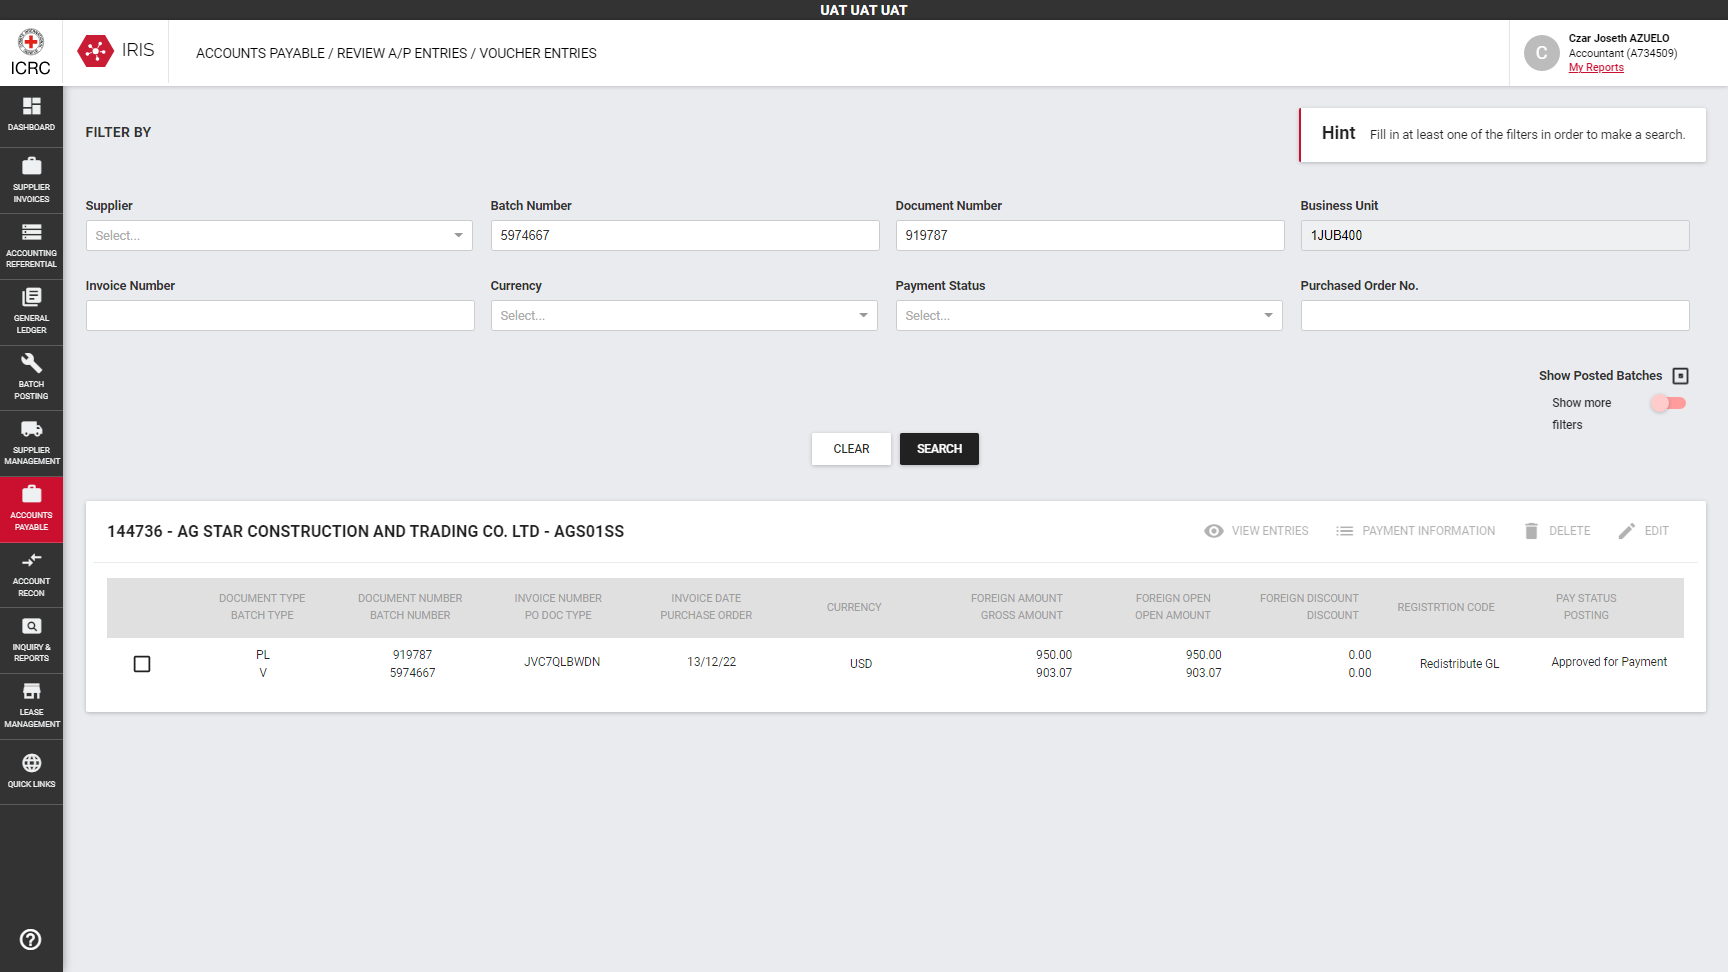 UAT UAT UAT
ICRC
IRIS
ACCOUNTS PAYABLE / REVIEW A/P ENTRIES / VOUCHER ENTRIES
C
Czar Joseth AZUELO
Accountant (A734509)
My Reports
DASHBOARD
SUPPLIER
INVOICES
ACCOUNTING
REFERENTIAL
GENERAL
LEDGER
BATCH
POSTING
SUPPLIER
MANAGEMENT
ACCOUNTS
PAYABLE
ACCOUNT
RECON
INQUIRY &
REPORTS
LEASE
MANAGEMENT
QUICK LINKS
FILTER BY
Hint Fill in at least one of the filters in order to make a search.
Supplier Batch Number Document Number Business Unit
Select... 5974667 919787 1JUB400
Invoice Number Currency Payment Status Purchased Order No.
Select... Select...
Show Posted Batches
Show more
filters
CLEAR SEARCH
144736 - AG STAR CONSTRUCTION AND TRADING CO. LTD - AGS01SS
VIEW ENTRIES PAYMENT INFORMATION DELETE EDIT
DOCUMENT TYPE DOCUMENT NUMBER INVOICE NUMBER INVOICE DATE CURRENCY FOREIGN AMOUNT FOREIGN OPEN FOREIGN DISCOUNT REGISTRTION CODE PAY STATUS
BATCH TYPE BATCH NUMBER PO DOC TYPE PURCHASE ORDER GROSS AMOUNT OPEN AMOUNT DISCOUNT POSTING
PL 919787 JVC7QLBWDN 13/12/22 USD 950.00 950.00 0.00 Redistribute GL Approved for Payment
V 5974667 903.07 903.07 0.00